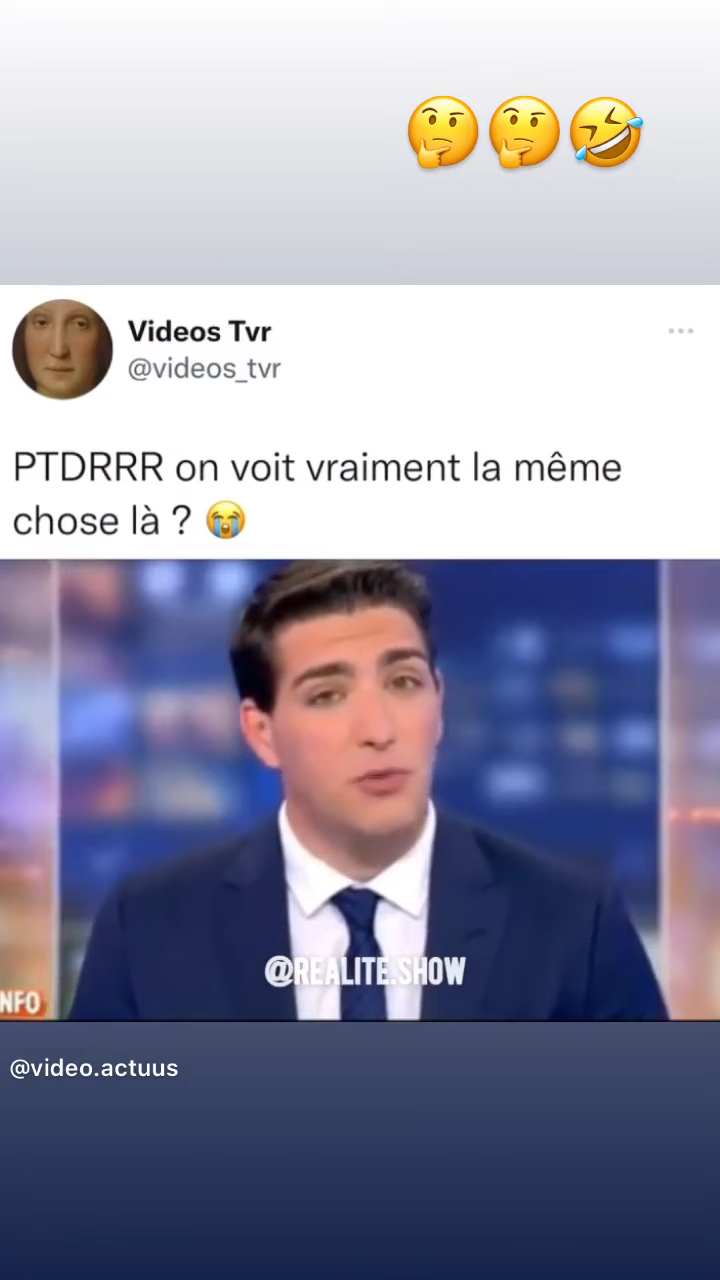 🤔🤔🤣
Videos Tvr
@videos_tvr
PTDRRR on voit vraiment la même
chose là ? 😭
@REALITE.SHOW
NFO
@video.actuus